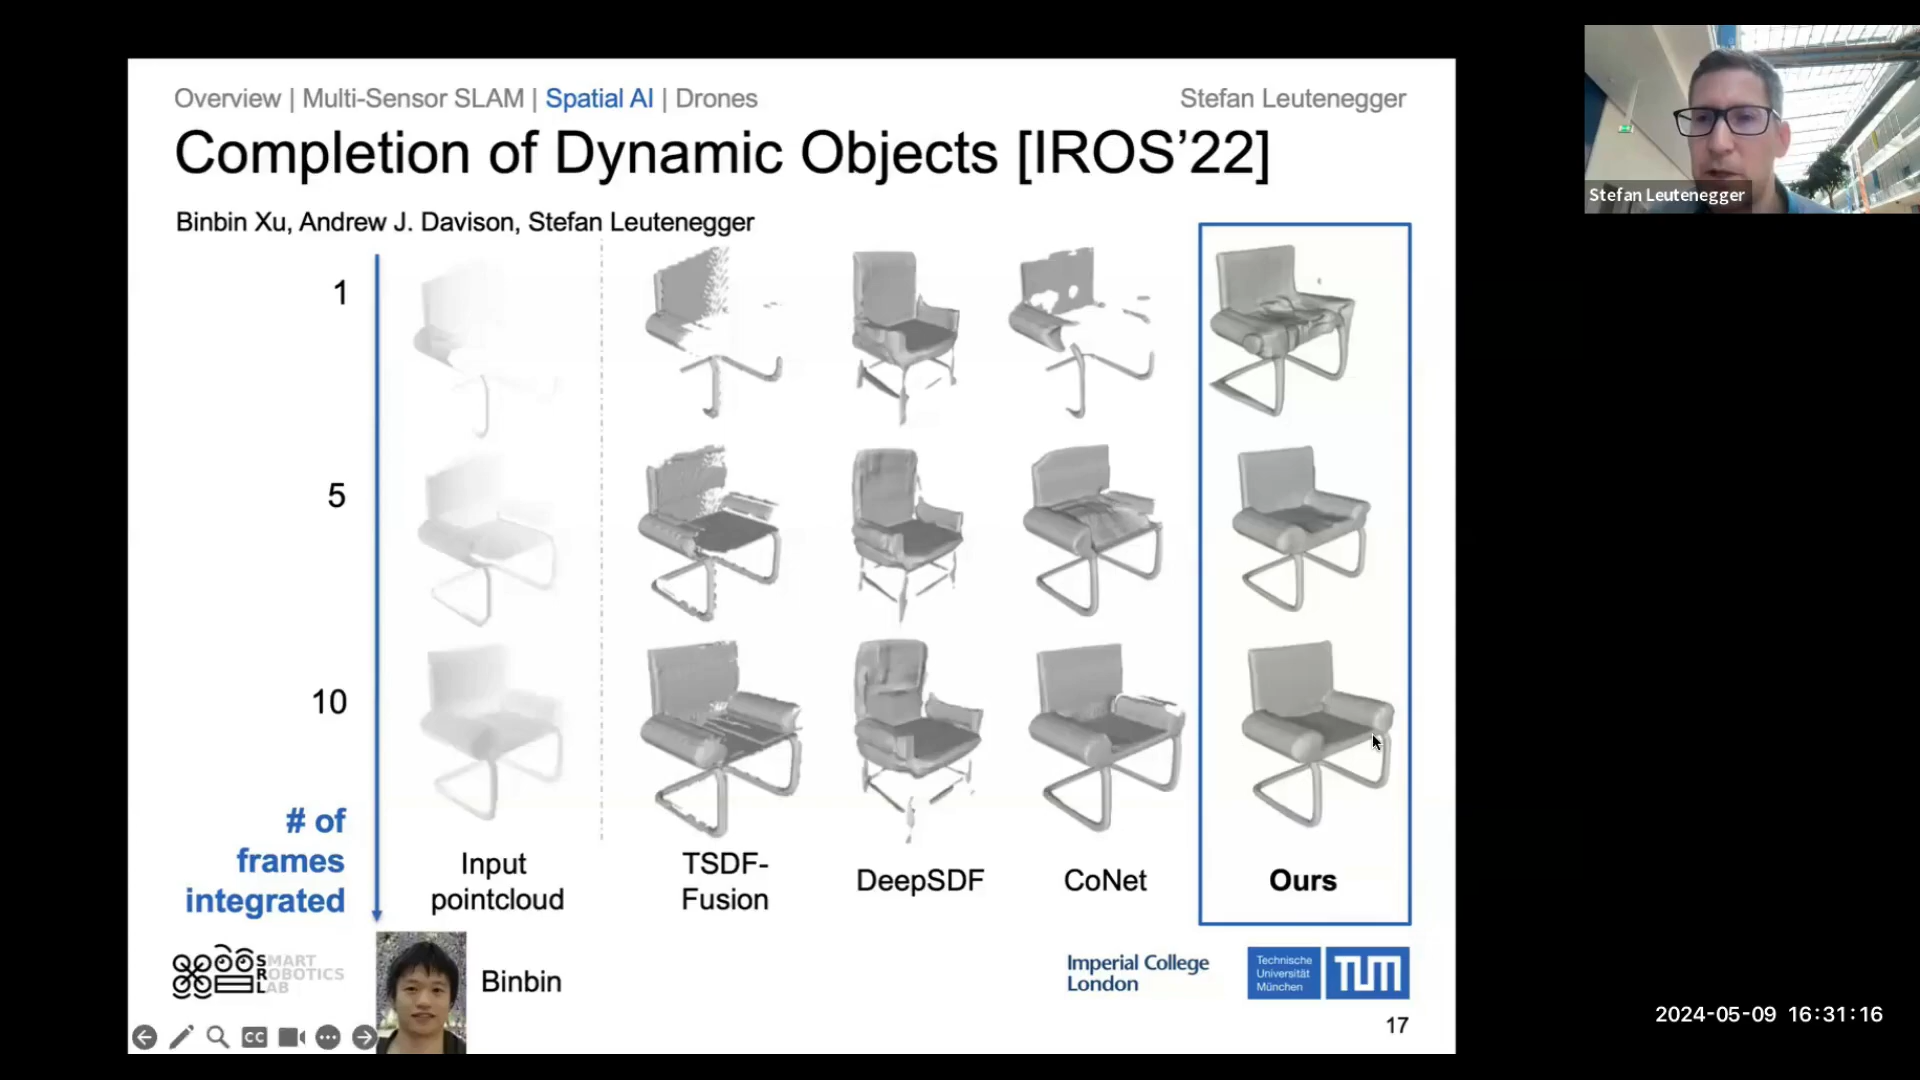 Overview | Multi-Sensor SLAM | Spatial AI | Drones
Stefan Leutenegger
Completion of Dynamic Objects [IROS’22]
Binbin Xu, Andrew J. Davison, Stefan Leutenegger
1
5
10
# of
frames
integrated
Input
pointcloud
TSDF-
Fusion
DeepSDF
CoNet
Ours
SMART
ROBOTICS
LAB
Binbin
Imperial College
London
Technische
Universität
München
TUM
17
CC
Stefan Leutenegger
2024-05-09 16:31:16